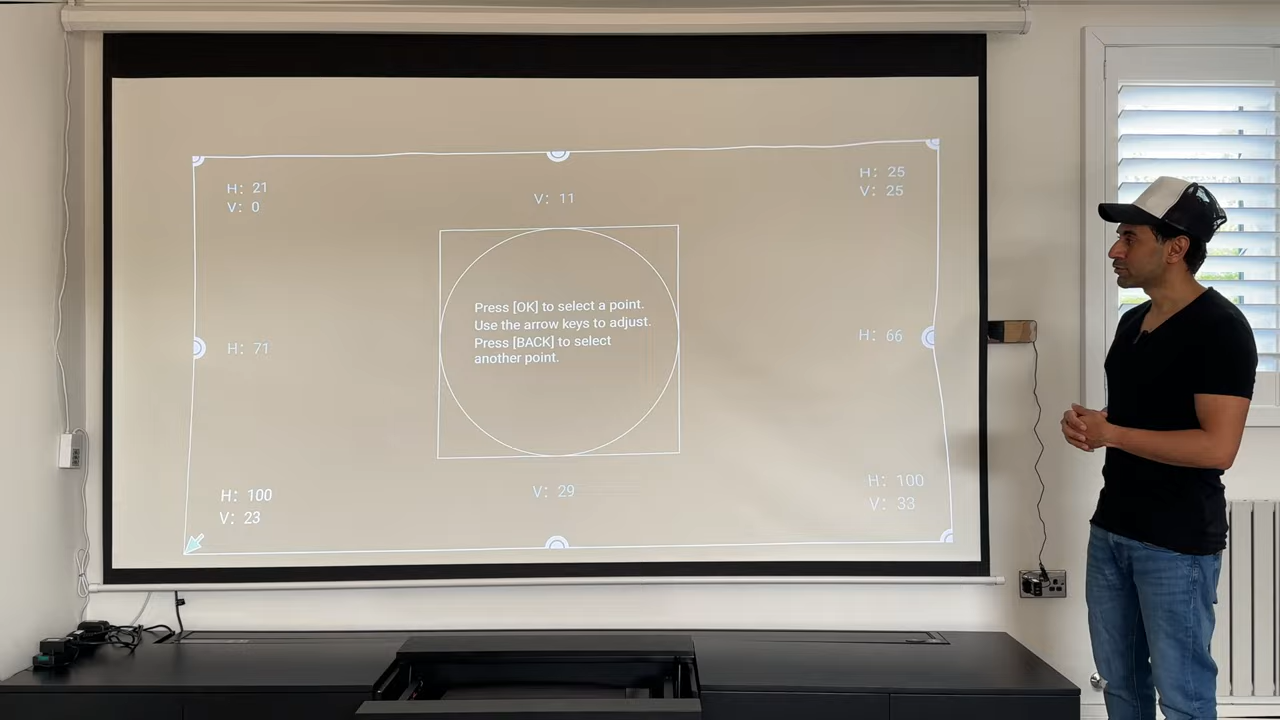 H: 21
V: 0
V: 11
H: 25
V: 25
Press [OK] to select a point.
Use the arrow keys to adjust.
Press [BACK] to select
another point.
H: 71
H: 66
H: 100
V: 23
V: 29
H: 100
V: 33